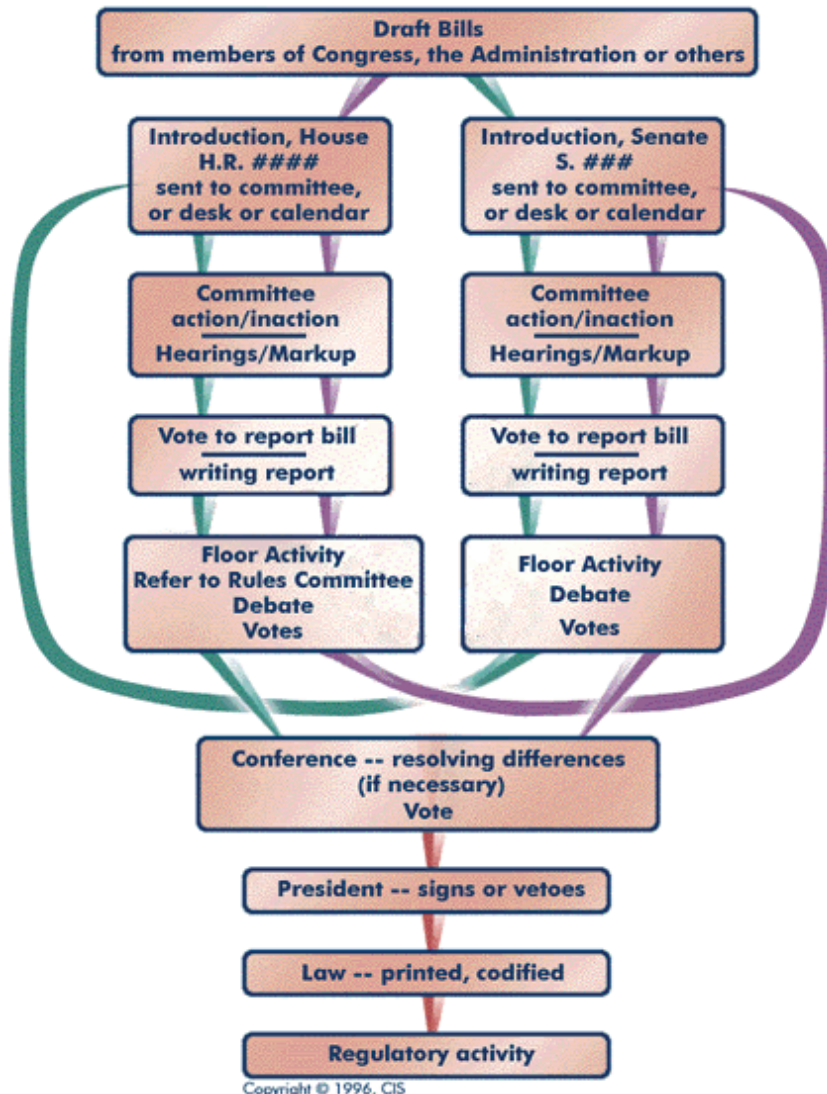 Draft Bills
from members of Congress, the Administration or others
Introduction, House
H.R. ####
sent to committee,
or desk or calendar
Introduction, Senate
S. ###
sent to committee,
or desk or calendar
Committee
action/inaction
Hearings/Markup
Committee
action/inaction
Hearings/Markup
Vote to report bill
writing report
Vote to report bill
writing report
Floor Activity
Refer to Rules Committee
Debate
Votes
Floor Activity
Debate
Votes
Conference -- resolving differences
(if necessary)
Vote
President -- signs or vetoes
Law -- printed, codified
Regulatory activity
Copyright © 1996, CIS